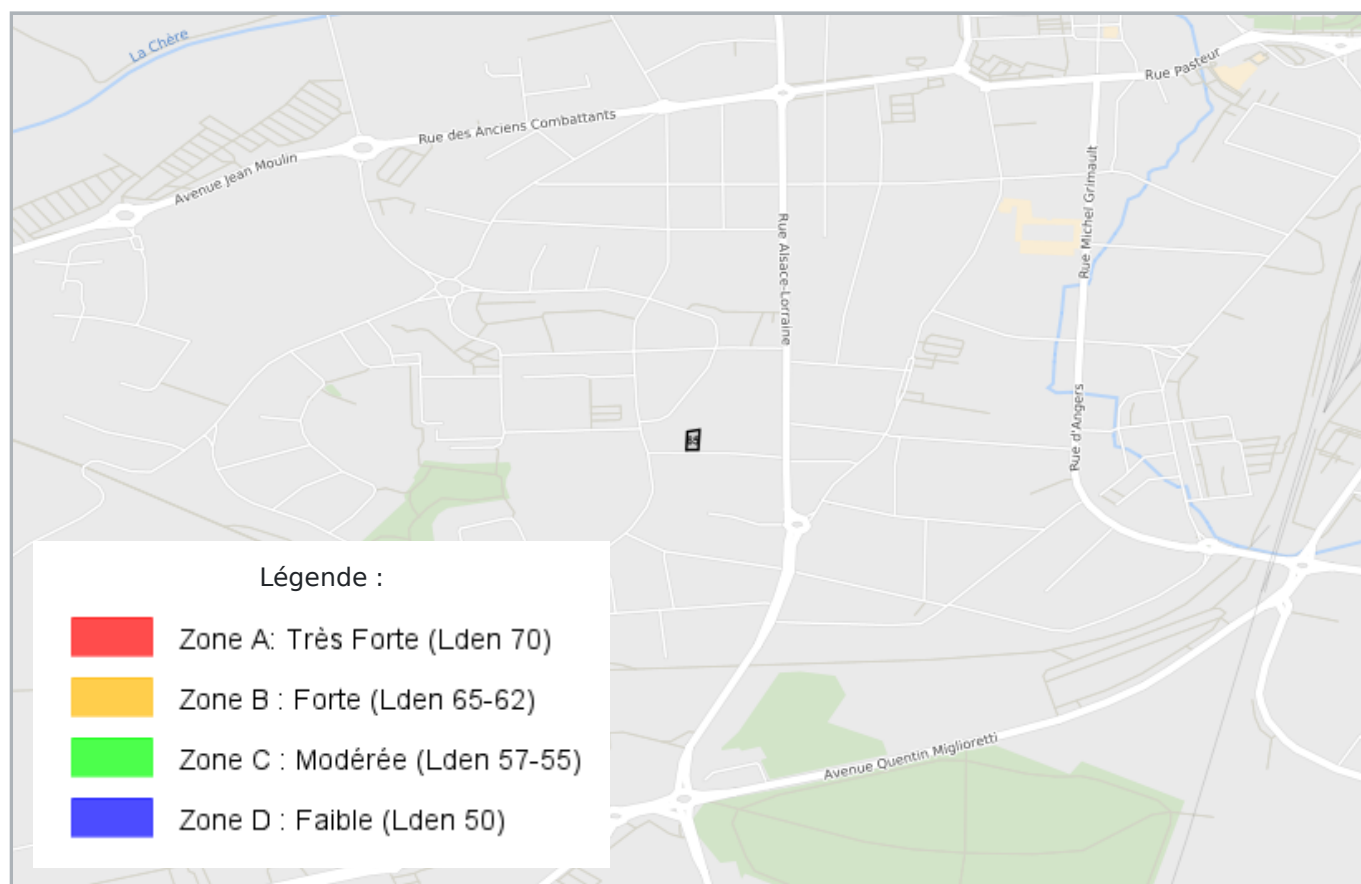 La Chère
Rue Pasteur
Rue des Anciens Combattants
Avenue Jean Moulin
Rue Michel Grimault
Rue Alsace-Lorraine
Rue d'Angers
Avenue Quentin Miglioretti
Légende :
Zone A: Très Forte (Lden 70)
Zone B : Forte (Lden 65-62)
Zone C : Modérée (Lden 57-55)
Zone D : Faible (Lden 50)